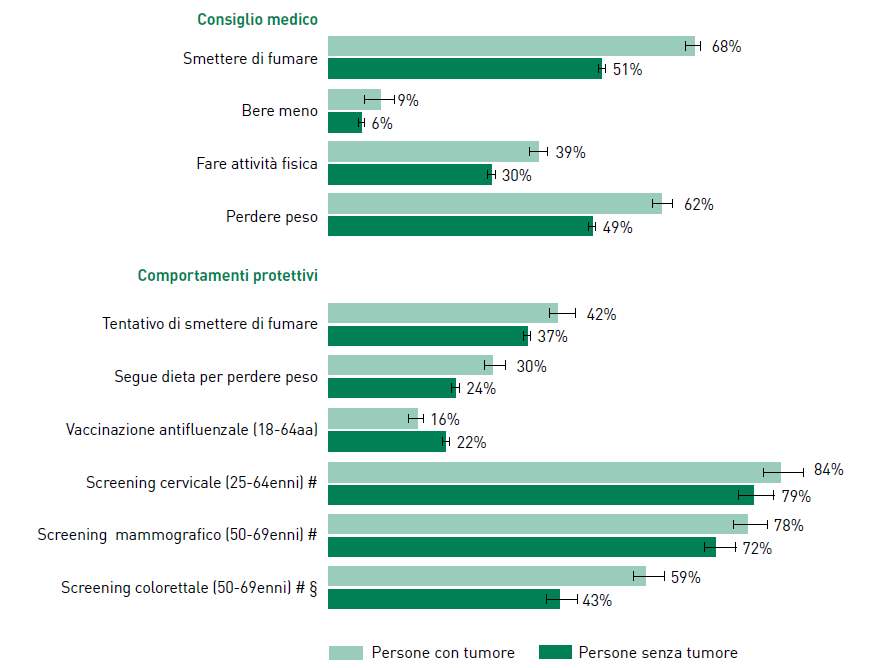 Consiglio medico
Smettere di fumare
68%
51%
Bere meno
9%
6%
Fare attività fisica
39%
30%
Perdere peso
62%
49%
Comportamenti protettivi
Tentativo di smettere di fumare
42%
37%
Segue dieta per perdere peso
30%
24%
Vaccinazione antifluenzale (18-64aa)
16%
22%
Screening cervicale (25-64enni) #
84%
79%
Screening mammografico (50-69enni) #
78%
72%
Screening colorettale (50-69enni) # §
59%
43%
Persone con tumore
Persone senza tumore